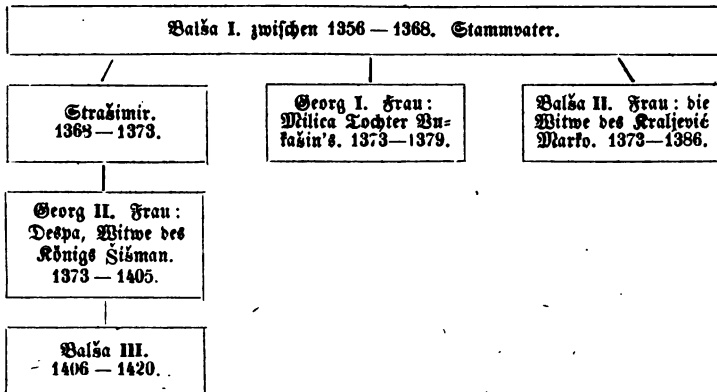 Balša I. zwischen 1356 — 1368. Stammvater.
Strašimir.
1368 — 1373.
Georg I. Frau:
Milica Tochter Vu=
kašin's. 1373—1379.
Balša II. Frau: die
Witwe des Kraljević
Marko. 1373—1386.
Georg II. Frau:
Despa, Witwe des
Königs Šišman.
1373 — 1405.
Balša III.
1406 — 1420.